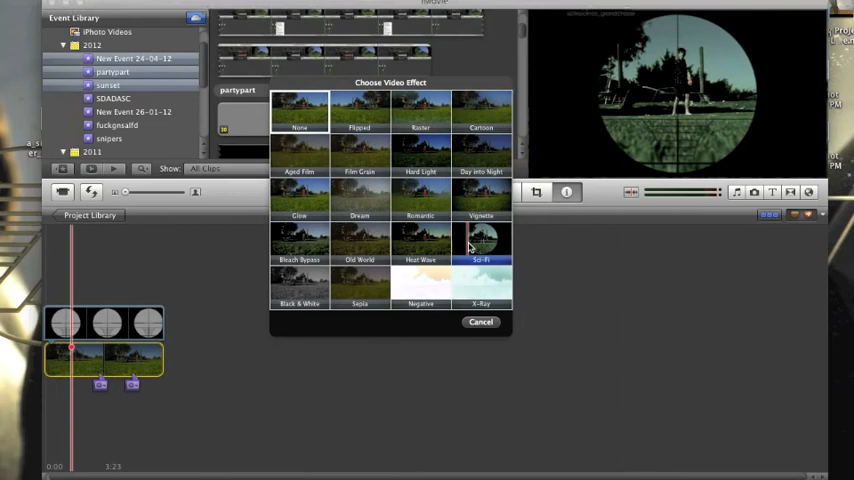 iMovie
Event Library
iPhoto Videos
2012
New Event 24-04-12
partypart
sunset
SDADASC
New Event 26-01-12
fuckgnsalfd
snipers
2011
Show: All Clips
partypart
Choose Video Effect
None
Flipped
Raster
Cartoon
Aged Film
Film Grain
Hard Light
Day into Night
Glow
Dream
Romantic
Vignette
Bleach Bypass
Old World
Heat Wave
Sci-Fi
Black & White
Sepia
Negative
X-Ray
Cancel
Project Library
0:00
3:23
PM